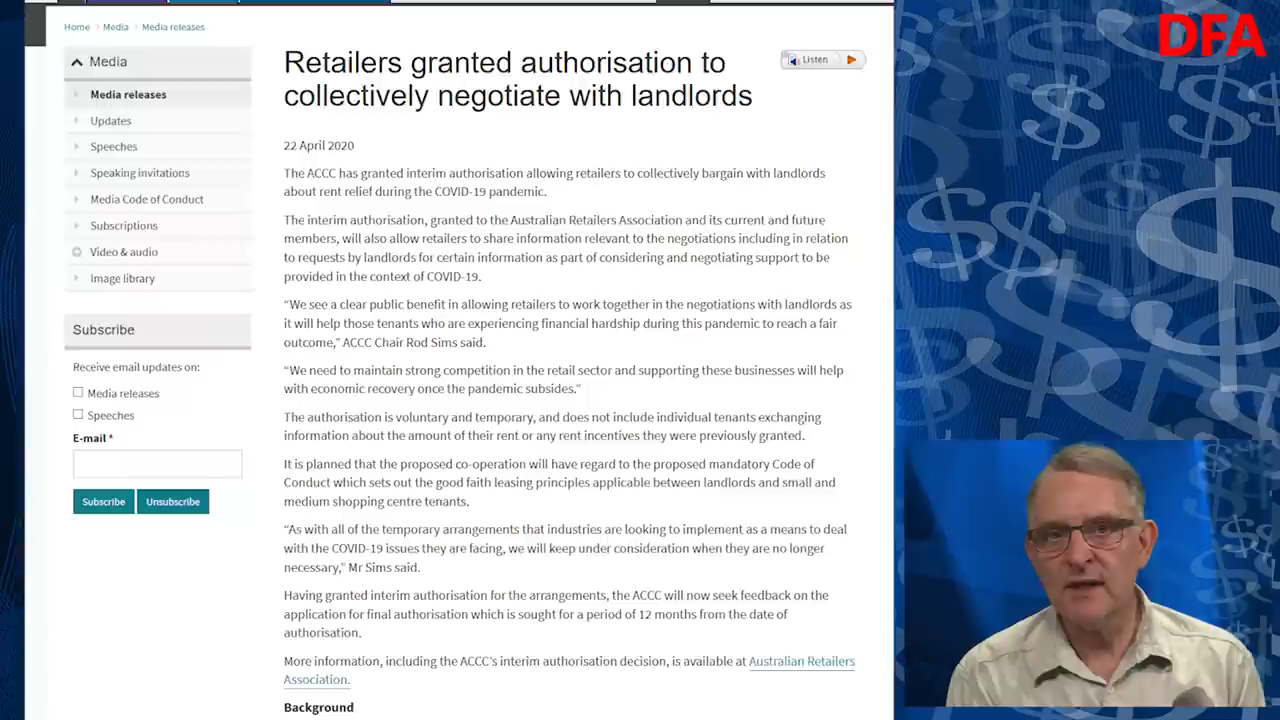 Home Media Media releases
DFA
Media
Media releases
Updates
Speeches
Speaking invitations
Media Code of Conduct
Subscriptions
Video & audio
Image library
Subscribe
Receive email updates on:
Media releases
Speeches
E-mail *
Subscribe Unsubscribe
Retailers granted authorisation to
collectively negotiate with landlords
Listen
22 April 2020
The ACCC has granted interim authorisation allowing retailers to collectively bargain with landlords
about rent relief during the COVID-19 pandemic.
The interim authorisation, granted to the Australian Retailers Association and its current and future
members, will also allow retailers to share information relevant to the negotiations including in relation
to requests by landlords for certain information as part of considering and negotiating support to be
provided in the context of COVID-19.
“We see a clear public benefit in allowing retailers to work together in the negotiations with landlords as
it will help those tenants who are experiencing financial hardship during this pandemic to reach a fair
outcome,” ACCC Chair Rod Sims said.
“We need to maintain strong competition in the retail sector and supporting these businesses will help
with economic recovery once the pandemic subsides.”
The authorisation is voluntary and temporary, and does not include individual tenants exchanging
information about the amount of their rent or any rent incentives they were previously granted.
It is planned that the proposed co-operation will have regard to the proposed mandatory Code of
Conduct which sets out the good faith leasing principles applicable between landlords and small and
medium shopping centre tenants.
“As with all of the temporary arrangements that industries are looking to implement as a means to deal
with the COVID-19 issues they are facing, we will keep under consideration when they are no longer
necessary,” Mr Sims said.
Having granted interim authorisation for the arrangements, the ACCC will now seek feedback on the
application for final authorisation which is sought for a period of 12 months from the date of
authorisation.
More information, including the ACCC’s interim authorisation decision, is available at Australian Retailers
Association.
Background